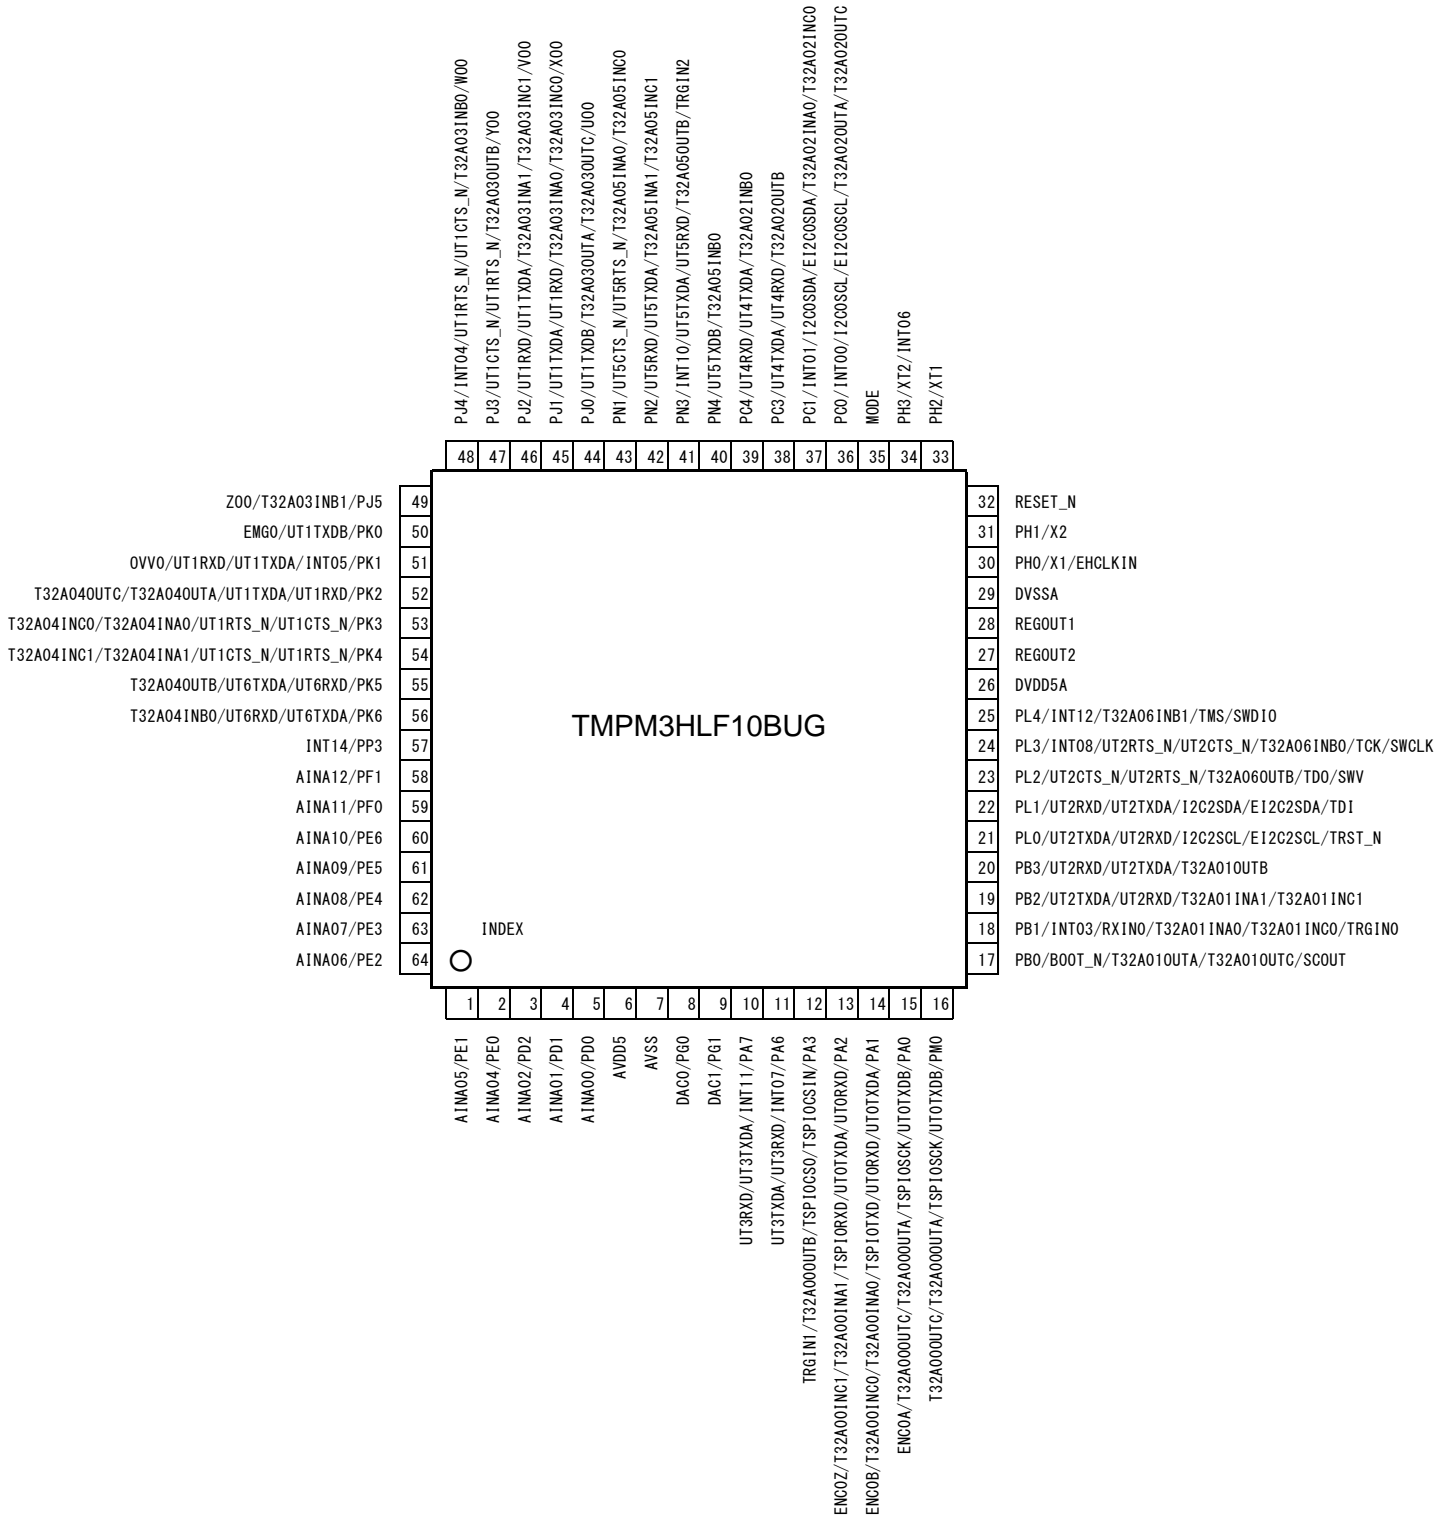 PJ4/INT04/UT1RTS_N/UT1CTS_N/T32A03INB0/WO0
PJ3/UT1CTS_N/UT1RTS_N/T32A03OUTB/YO0
PJ2/UT1RXD/UT1TXDA/T32A03INA1/T32A03INC1/VO0
PJ1/UT1TXDA/UT1RXD/T32A03INA0/T32A03INC0/XO0
PJ0/UT1TXDB/T32A03OUTA/T32A03OUTC/UO0
PN1/UT5CTS_N/UT5RTS_N/T32A05INA0/T32A05INC0
PN2/UT5RXD/UT5TXDA/T32A05INA1/T32A05INC1
PN3/INT10/UT5TXDA/UT5RXD/T32A05OUTB/TRGIN2
PN4/UT5TXDB/T32A05INB0
PC4/UT4RXD/UT4TXDA/T32A02INB0
PC3/UT4TXDA/UT4RXD/T32A02OUTB
PC1/INT01/I2C0SDA/EI2C0SDA/T32A02INA0/T32A02INC0
PC0/INT00/I2C0SCL/EI2C0SCL/T32A02OUTA/T32A02OUTC
MODE
PH3/XT2/INT06
PH2/XT1
48 47 46 45 44 43 42 41 40 39 38 37 36 35 34 33
ZO0/T32A03INB1/PJ5 49
EMG0/UT1TXDB/PK0 50
OVV0/UT1RXD/UT1TXDA/INT05/PK1 51
T32A04OUTC/T32A04OUTA/UT1TXDA/UT1RXD/PK2 52
T32A04INC0/T32A04INA0/UT1RTS_N/UT1CTS_N/PK3 53
T32A04INC1/T32A04INA1/UT1CTS_N/UT1RTS_N/PK4 54
T32A04OUTB/UT6TXDA/UT6RXD/PK5 55
T32A04INB0/UT6RXD/UT6TXDA/PK6 56
INT14/PP3 57
AINA12/PF1 58
AINA11/PF0 59
AINA10/PE6 60
AINA09/PE5 61
AINA08/PE4 62
AINA07/PE3 63
AINA06/PE2 64
TMPM3HLF10BUG
INDEX
32 RESET_N
31 PH1/X2
30 PH0/X1/EHCLKIN
29 DVSSA
28 REGOUT1
27 REGOUT2
26 DVDD5A
25 PL4/INT12/T32A06INB1/TMS/SWDIO
24 PL3/INT08/UT2RTS_N/UT2CTS_N/T32A06INB0/TCK/SWCLK
23 PL2/UT2CTS_N/UT2RTS_N/T32A06OUTB/TDO/SWV
22 PL1/UT2RXD/UT2TXDA/I2C2SDA/EI2C2SDA/TDI
21 PL0/UT2TXDA/UT2RXD/I2C2SCL/EI2C2SCL/TRST_N
20 PB3/UT2RXD/UT2TXDA/T32A01OUTB
19 PB2/UT2TXDA/UT2RXD/T32A01INA1/T32A01INC1
18 PB1/INT03/RXIN0/T32A01INA0/T32A01INC0/TRGIN0
17 PB0/BOOT_N/T32A01OUTA/T32A01OUTC/SCOUT
1 2 3 4 5 6 7 8 9 10 11 12 13 14 15 16
AINA05/PE1
AINA04/PE0
AINA02/PD2
AINA01/PD1
AINA00/PD0
AVDD5
AVSS
DAC0/PG0
DAC1/PG1
UT3RXD/UT3TXDA/INT11/PA7
UT3TXDA/UT3RXD/INT07/PA6
TRGIN1/T32A00OUTB/TSPI0CS0/TSPI0CSIN/PA3
ENC0Z/T32A00INC1/T32A00INA1/TSPI0RXD/UT0TXDA/UT0RXD/PA2
ENC0B/T32A00INC0/T32A00INA0/TSPI0TXD/UT0RXD/UT0TXDA/PA1
ENC0A/T32A00OUTC/T32A00OUTA/TSPI0SCK/UT0TXDB/PA0
T32A00OUTC/T32A00OUTA/TSPI0SCK/UT0TXDB/PM0